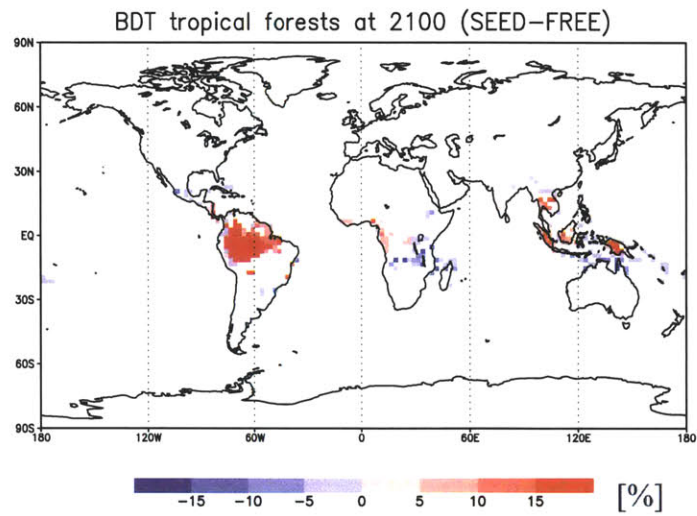 BDT tropical forests at 2100 (SEED-FREE)
90N
60N
30N
EQ
30S
60S
90S
180 120W 60W 0 60E 120E 180
-15 -10 -5 0 5 10 15 [%]